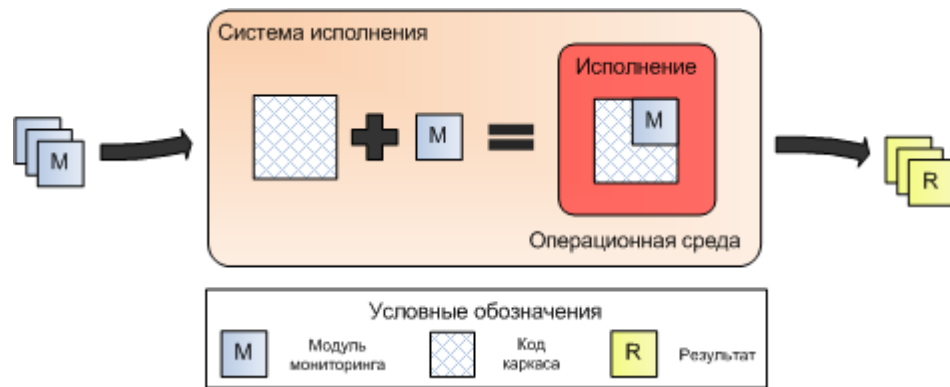 Система исполнения
Исполнение
M
M
M
R
Операционная среда
Условные обозначения
M
Модуль
мониторинга
Код
каркаса
R
Результат